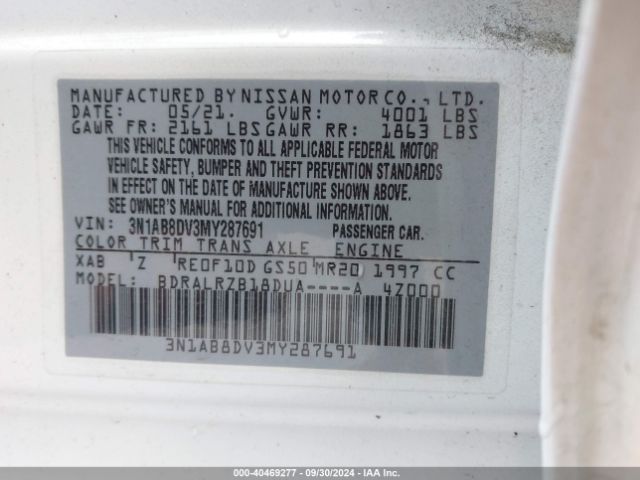 MANUFACTURED BY NISSAN MOTOR CO., LTD.
DATE: 05/21. GVWR: 4001 LBS
GAWR FR: 2161 LBS GAWR RR: 1863 LBS
THIS VEHICLE CONFORMS TO ALL APPLICABLE FEDERAL MOTOR
VEHICLE SAFETY, BUMPER AND THEFT PREVENTION STANDARDS
IN EFFECT ON THE DATE OF MANUFACTURE SHOWN ABOVE.
SEE OWNER'S MANUAL FOR ADDITIONAL INFORMATION.
VIN: 3N1AB8DV3MY287691 PASSENGER CAR.
COLOR TRIM TRANS AXLE ENGINE
XAB Z RE0F10D GS50 MR20 1997 CC
MODEL: BDRALRZB18DUA----A 4Z000
3N1AB8DV3MY287691
000-40469277 - 09/30/2024 - IAA Inc.